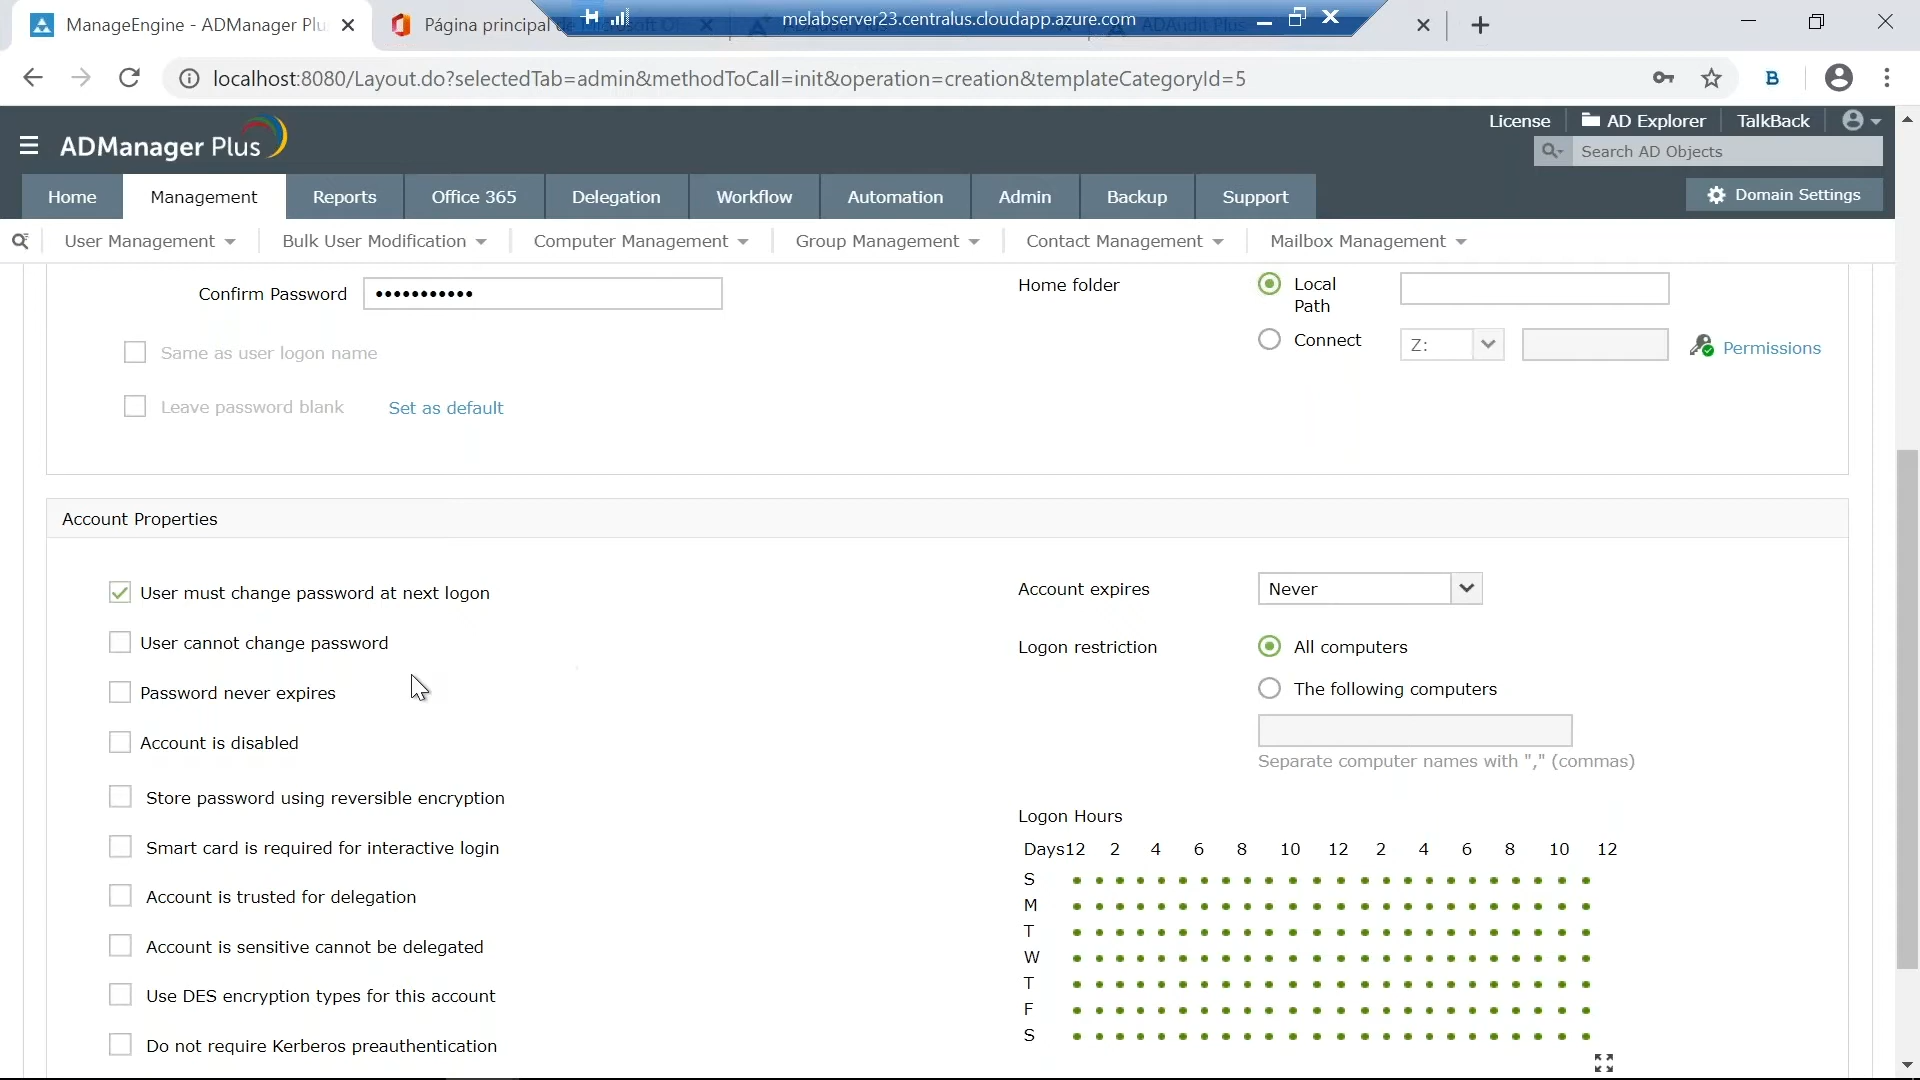 ManageEngine - ADManager Plu
Página principal de Microsoft O
melabserver23.centralus.cloudapp.azure.com
ADAudit Plus
ADAudit Plus
localhost:8080/Layout.do?selectedTab=admin&methodToCall=init&operation=creation&templateCategoryId=5
B
ADManager Plus
License
AD Explorer
TalkBack
Search AD Objects
Home
Management
Reports
Office 365
Delegation
Workflow
Automation
Admin
Backup
Support
Domain Settings
User Management
Bulk User Modification
Computer Management
Group Management
Contact Management
Mailbox Management
Confirm Password
•••••••••••
Same as user logon name
Leave password blank
Set as default
Home folder
Local
Path
Connect
Z:
Permissions
Account Properties
User must change password at next logon
User cannot change password
Password never expires
Account is disabled
Store password using reversible encryption
Smart card is required for interactive login
Account is trusted for delegation
Account is sensitive cannot be delegated
Use DES encryption types for this account
Do not require Kerberos preauthentication
Account expires
Never
Logon restriction
All computers
The following computers
Separate computer names with "," (commas)
Logon Hours
Days12 2 4 6 8 10 12 2 4 6 8 10 12
S
M
T
W
T
F
S